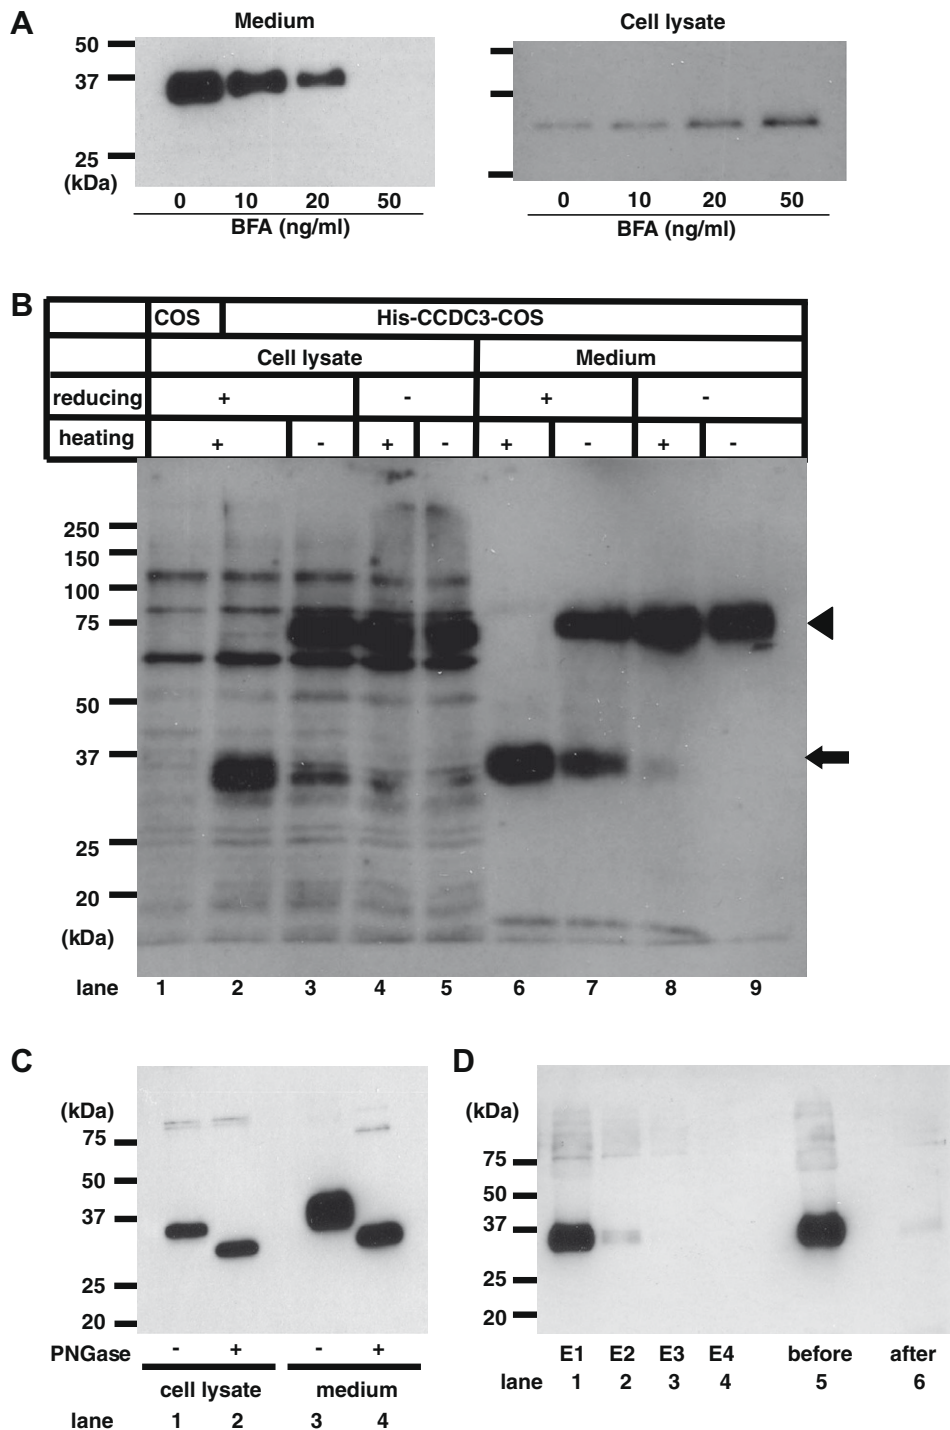 A
Medium
Cell lysate
50
37
25
(kDa)
0 10 20 50
BFA (ng/ml)
0 10 20 50
BFA (ng/ml)
B
COS His-CCDC3-COS
Cell lysate Medium
reducing + - + -
heating + - + - + - + -
250
150
100
75
50
37
25
20
(kDa)
lane 1 2 3 4 5 6 7 8 9
C
(kDa)
75
50
37
25
20
PNGase - + - +
cell lysate medium
lane 1 2 3 4
D
(kDa)
75
50
37
25
20
E1 E2 E3 E4 before after
lane 1 2 3 4 5 6